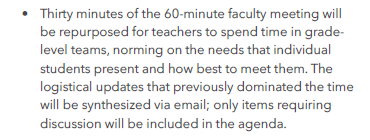 • Thirty minutes of the 60-minute faculty meeting will
be repurposed for teachers to spend time in grade-
level teams, norming on the needs that individual
students present and how best to meet them. The
logistical updates that previously dominated the time
will be synthesized via email; only items requiring
discussion will be included in the agenda.